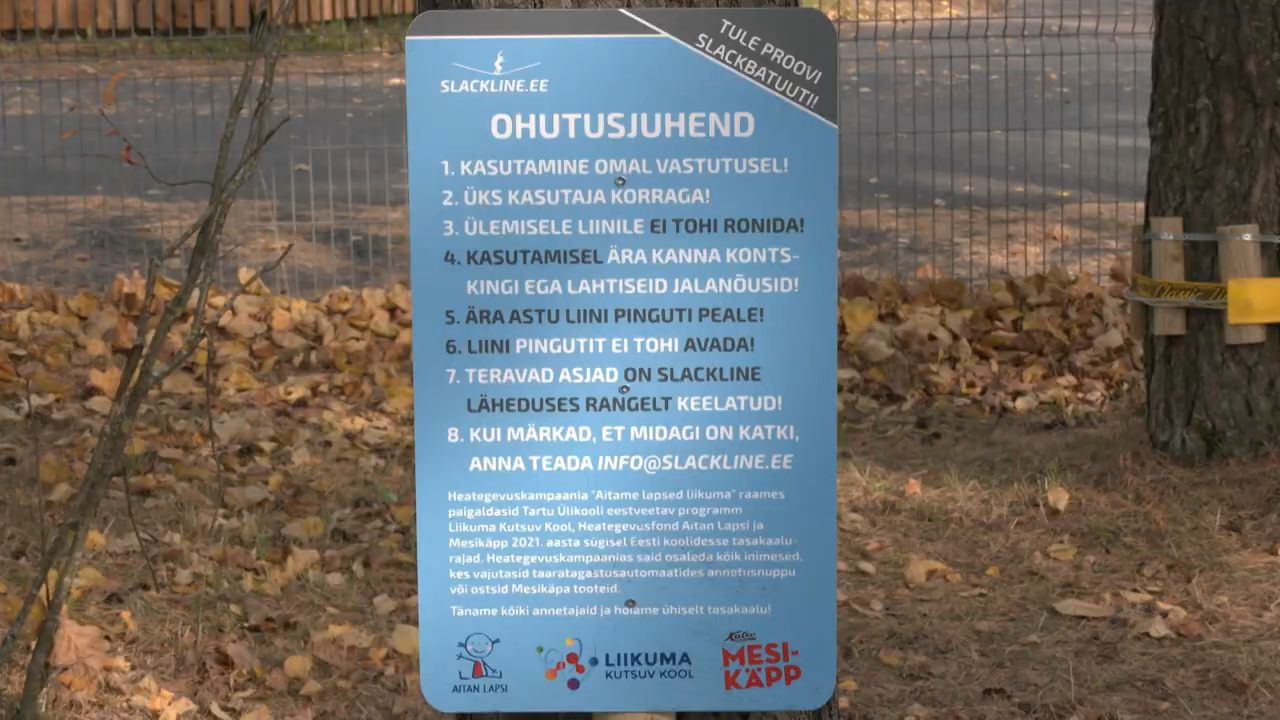 TULE PROOVI
SLACKBATUUTI!
SLACKLINE.EE
OHUTUSJUHEND
1. KASUTAMINE OMAL VASTUTUSEL!
2. ÜKS KASUTAJA KORRAGA!
3. ÜLEMISELE LIINILE EI TOHI RONIDA!
4. KASUTAMISEL ÄRA KANNA KONTS-
KINGI EGA LAHTISEID JALANÕUSID!
5. ÄRA ASTU LIINI PINGUTI PEALE!
6. LIINI PINGUTIT EI TOHI AVADA!
7. TERAVAD ASJAD ON SLACKLINE
LÄHEDUSES RANGELT KEELATUD!
8. KUI MÄRKAD, ET MIDAGI ON KATKI,
ANNA TEADA INFO@SLACKLINE.EE
Heategevuskampaania "Aitame lapsed liikuma" raames
paigaldasid Tartu Ülikooli eestveetav programm
Liikuma Kutsuv Kool, Heategevusfond Aitan Lapsi ja
Mesikäpp 2021. aasta sügisel Eesti koolidesse tasakaalu-
rajad. Heategevuskampaanias said osaleda kõik inimesed,
kes vajutasid taaratagastusautomaatides annetusnuppu
või ostsid Mesikäpa tooteid.
Täname kõiki annetajaid ja hoiame ühiselt tasakaalu!
AITAN LAPSI
LIIKUMA
KUTSUV KOOL
Kalev
MESI-
KÄPP
Classic